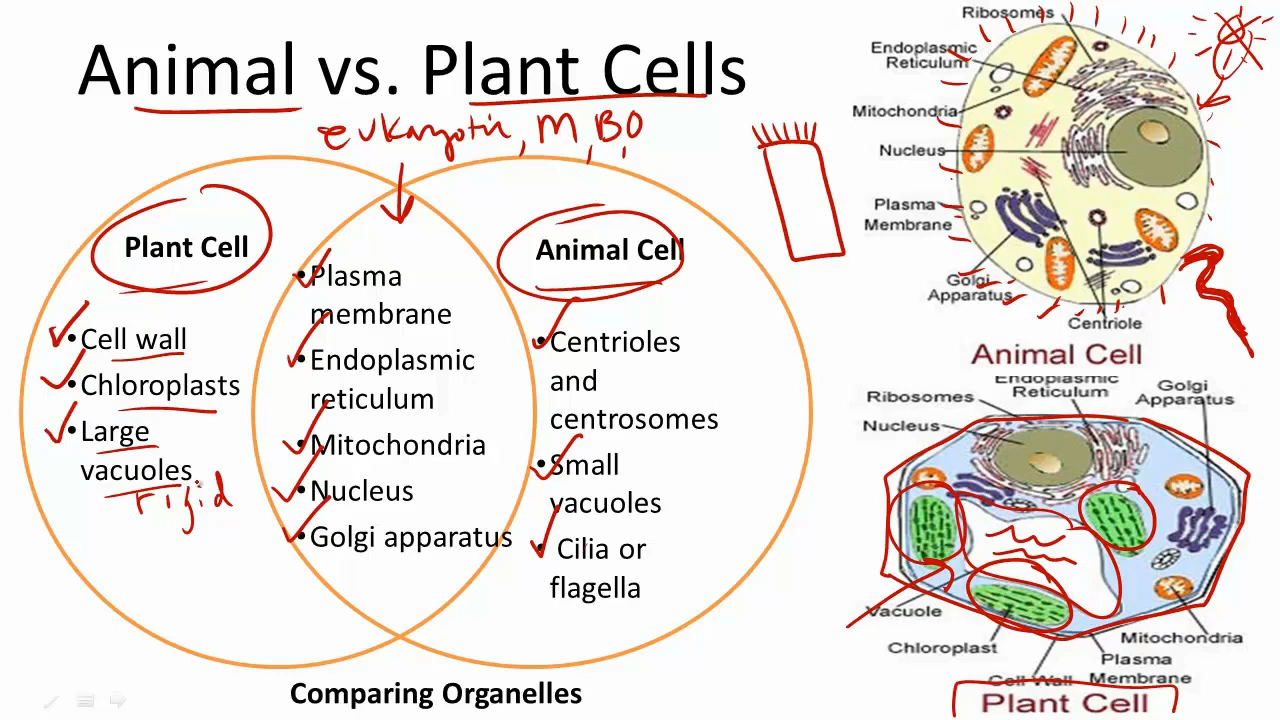 Animal vs. Plant Cells
eukaryotic, M B O
Plant Cell
• Cell wall
• Chloroplasts
• Large
vacuoles
rigid
• Plasma
membrane
• Endoplasmic
reticulum
• Mitochondria
• Nucleus
• Golgi apparatus
Animal Cell
• Centrioles
and
centrosomes
• Small
vacuoles
• Cilia or
flagella
Comparing Organelles
Ribosomes
Endoplasmic
Reticulum
Mitochondria
Nucleus
Plasma
Membrane
Golgi
Apparatus
Centriole
Animal Cell
Endoplasmic
Reticulum
Golgi
Apparatus
Ribosomes
Nucleus
Vacuole
Chloroplast
Mitochondria
Plasma
Membrane
Cell Wall
Plant Cell